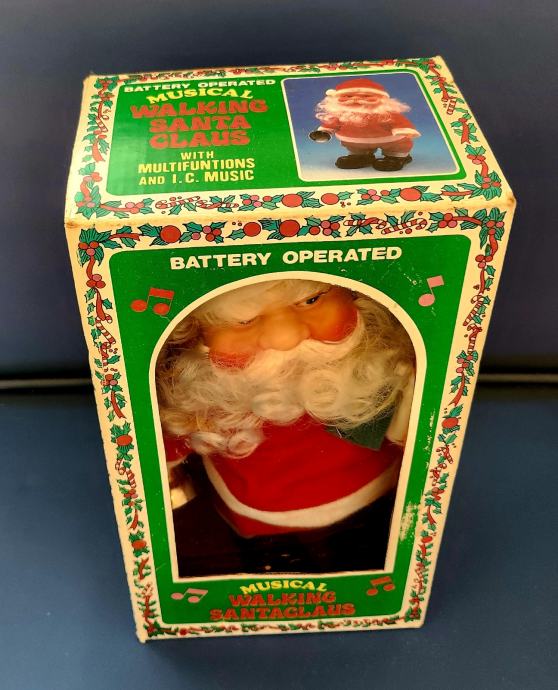 BATTERY OPERATED
MUSICAL
WALKING
SANTA
CLAUS
WITH
MULTIFUNTIONS
AND I.C. MUSIC
BATTERY OPERATED
MUSICAL
WALKING
SANTACLAUS